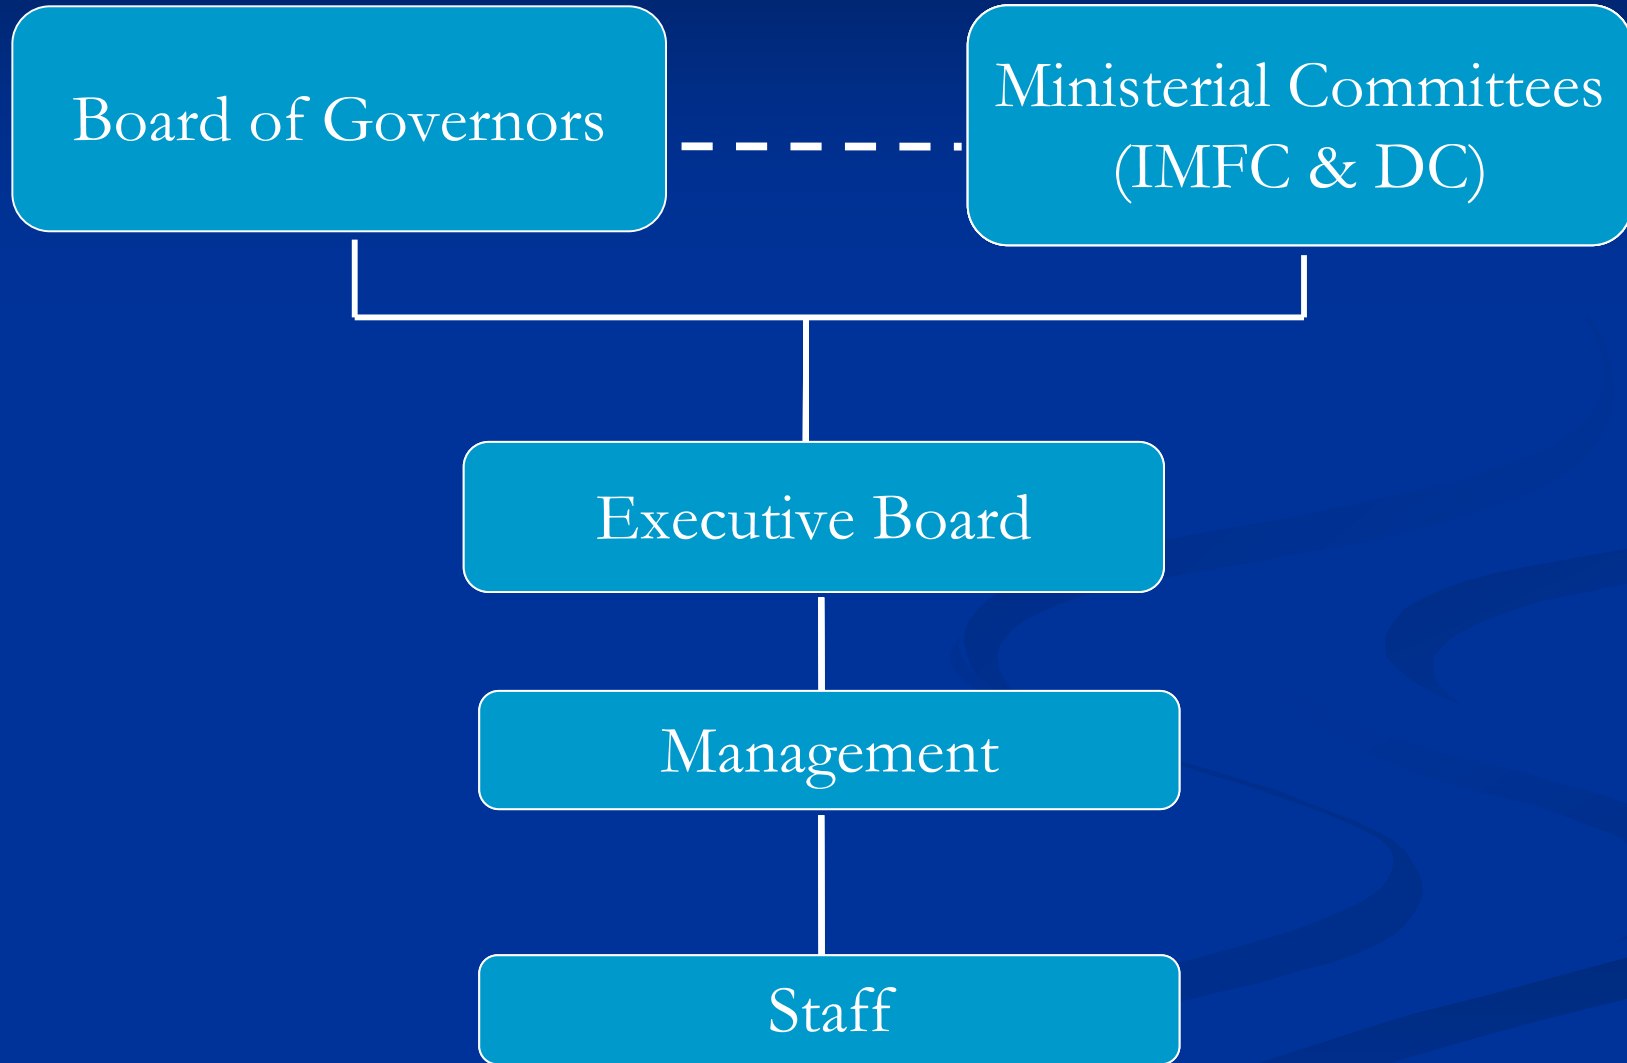 Board of Governors
Ministerial Committees
(IMFC & DC)
Executive Board
Management
Staff